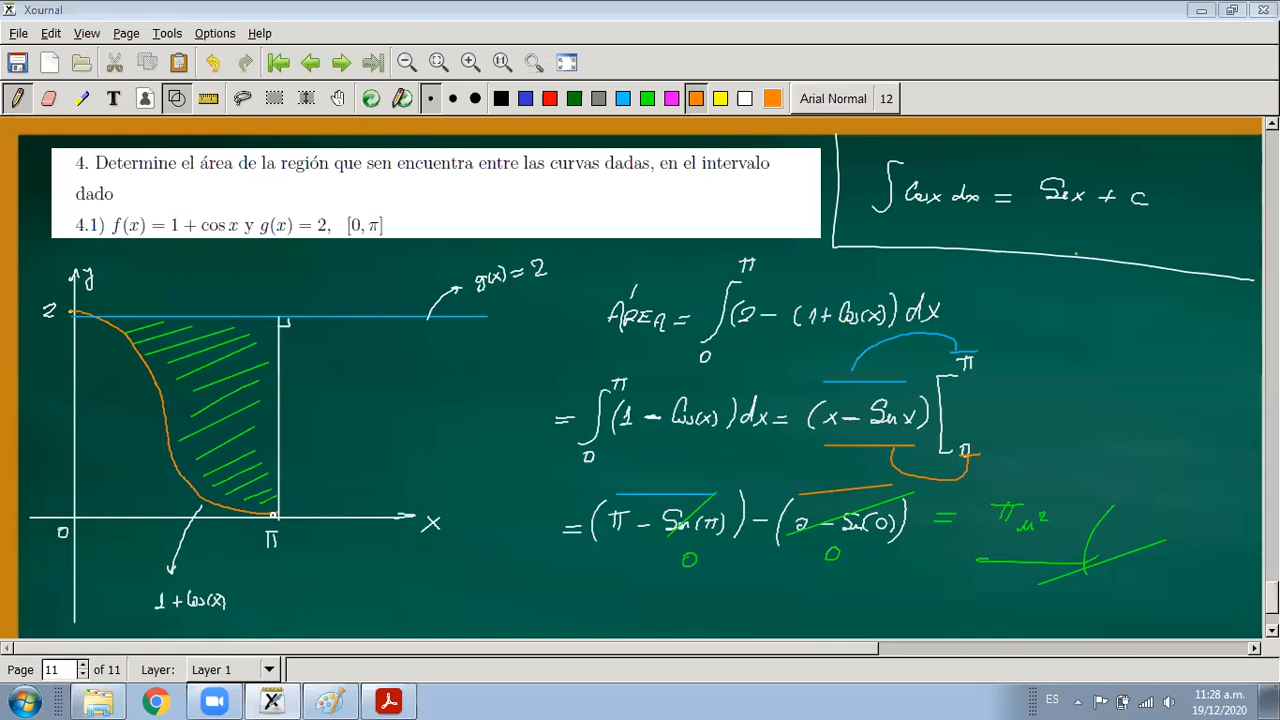 Xournal
File Edit View Page Tools Options Help
Arial Normal 12
4. Determine el área de la región que sen encuentra entre las curvas dadas, en el intervalo
dado
4.1) f(x) = 1 + cos x y g(x) = 2, [0, π]
∫ Cosx dx = Senx + c
y
2
g(x) = 2
0
π
x
1 + Cos(x)
ÁREA = ∫₀^π (2 − (1 + Cos(x)) dx
= ∫₀^π (1 − Cos(x)) dx = (x − Sen x) [
π
π
= (π − Sen(π)) − (0 − Sen(0)) = π u²
0 0
Page 11 of 11 Layer: Layer 1
ES 11:28 a.m.
19/12/2020